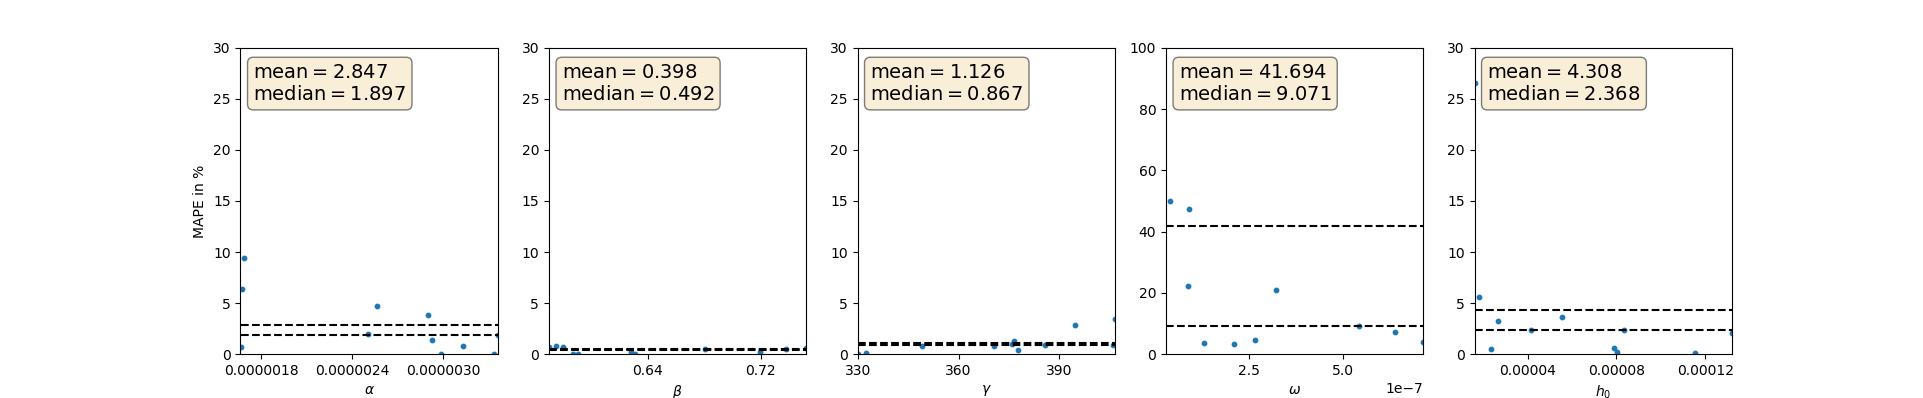 mean = 2.847
median = 1.897
MAPE in %
30
25
20
15
10
5
0
0.0000018 0.0000024 0.0000030
α
mean = 0.398
median = 0.492
30
25
20
15
10
5
0
0.64 0.72
β
mean = 1.126
median = 0.867
30
25
20
15
10
5
0
330 360 390
γ
mean = 41.694
median = 9.071
100
80
60
40
20
0
2.5 5.0
1e−7
ω
mean = 4.308
median = 2.368
30
25
20
15
10
5
0
0.00004 0.00008 0.00012
h₀